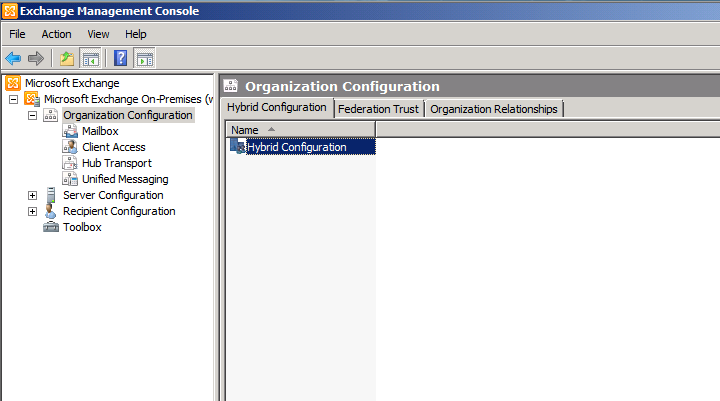 Exchange Management Console
File Action View Help
Microsoft Exchange
Microsoft Exchange On-Premises (w
Organization Configuration
Mailbox
Client Access
Hub Transport
Unified Messaging
Server Configuration
Recipient Configuration
Toolbox
Organization Configuration
Hybrid Configuration Federation Trust Organization Relationships
Name
Hybrid Configuration